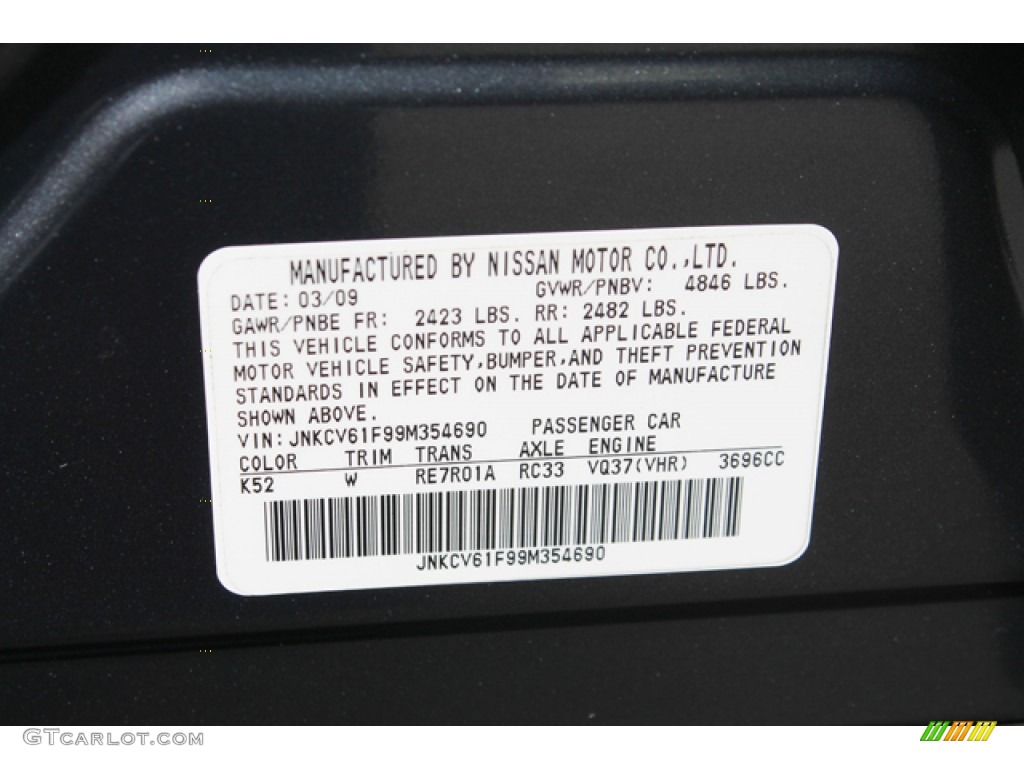 MANUFACTURED BY NISSAN MOTOR CO.,LTD.
DATE: 03/09 GVWR/PNBV: 4846 LBS.
GAWR/PNBE FR: 2423 LBS. RR: 2482 LBS.
THIS VEHICLE CONFORMS TO ALL APPLICABLE FEDERAL
MOTOR VEHICLE SAFETY,BUMPER,AND THEFT PREVENTION
STANDARDS IN EFFECT ON THE DATE OF MANUFACTURE
SHOWN ABOVE.
VIN: JNKCV61F99M354690 PASSENGER CAR
COLOR TRIM TRANS AXLE ENGINE
K52 W RE7R01A RC33 VQ37(VHR) 3696CC
JNKCV61F99M354690
GTCarlot.com